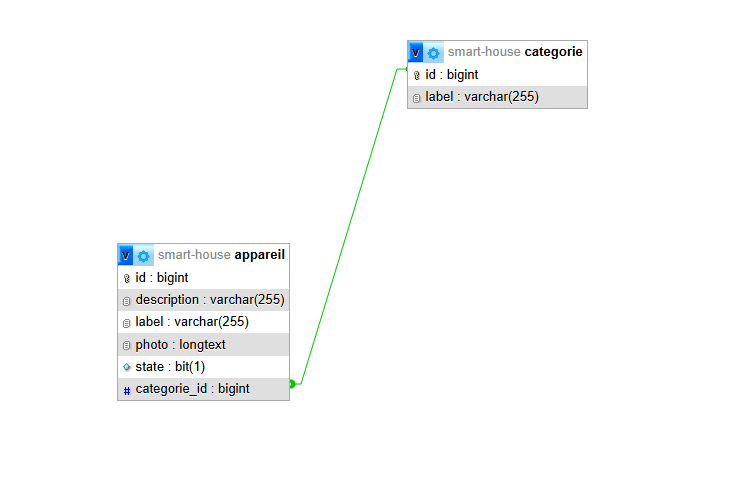 V smart-house categorie
id : bigint
label : varchar(255)
V smart-house appareil
id : bigint
description : varchar(255)
label : varchar(255)
photo : longtext
state : bit(1)
# categorie_id : bigint